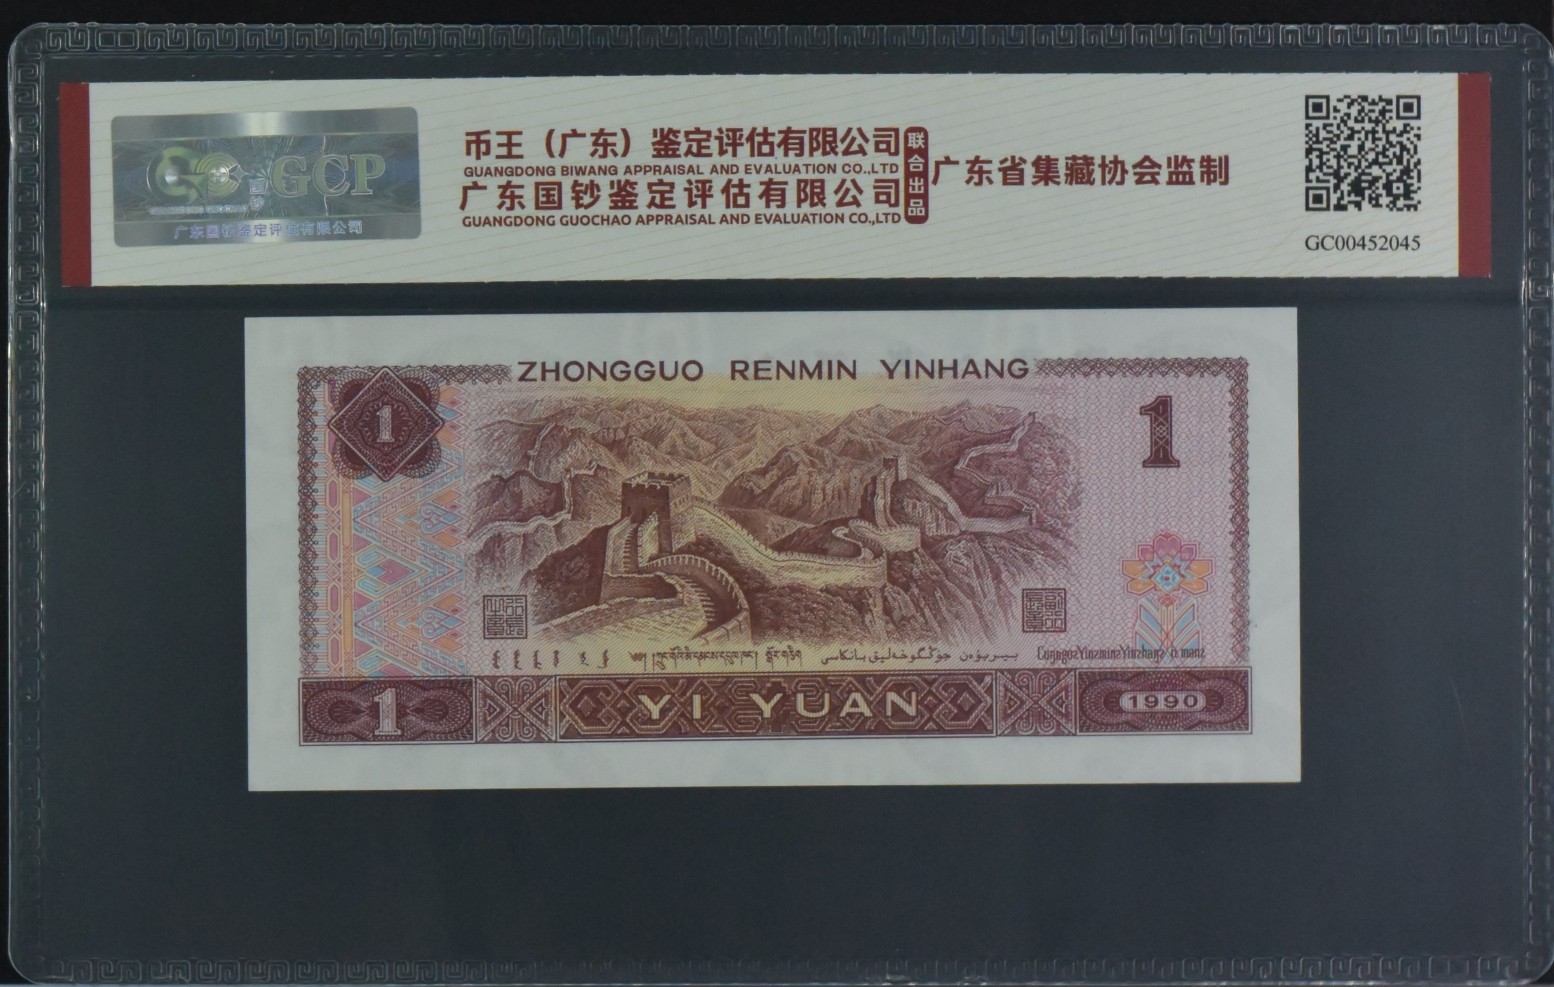 GCP
国钞
广东国钞鉴定评估有限公司
币王（广东）鉴定评估有限公司
GUANGDONG BIWANG APPRAISAL AND EVALUATION CO.,LTD
广东国钞鉴定评估有限公司
GUANGDONG GUOCHAO APPRAISAL AND EVALUATION CO.,LTD
联合出品
广东省集藏协会监制
GC00452045
ZHONGGUO RENMIN YINHANG
1
1
1
YI YUAN
1990